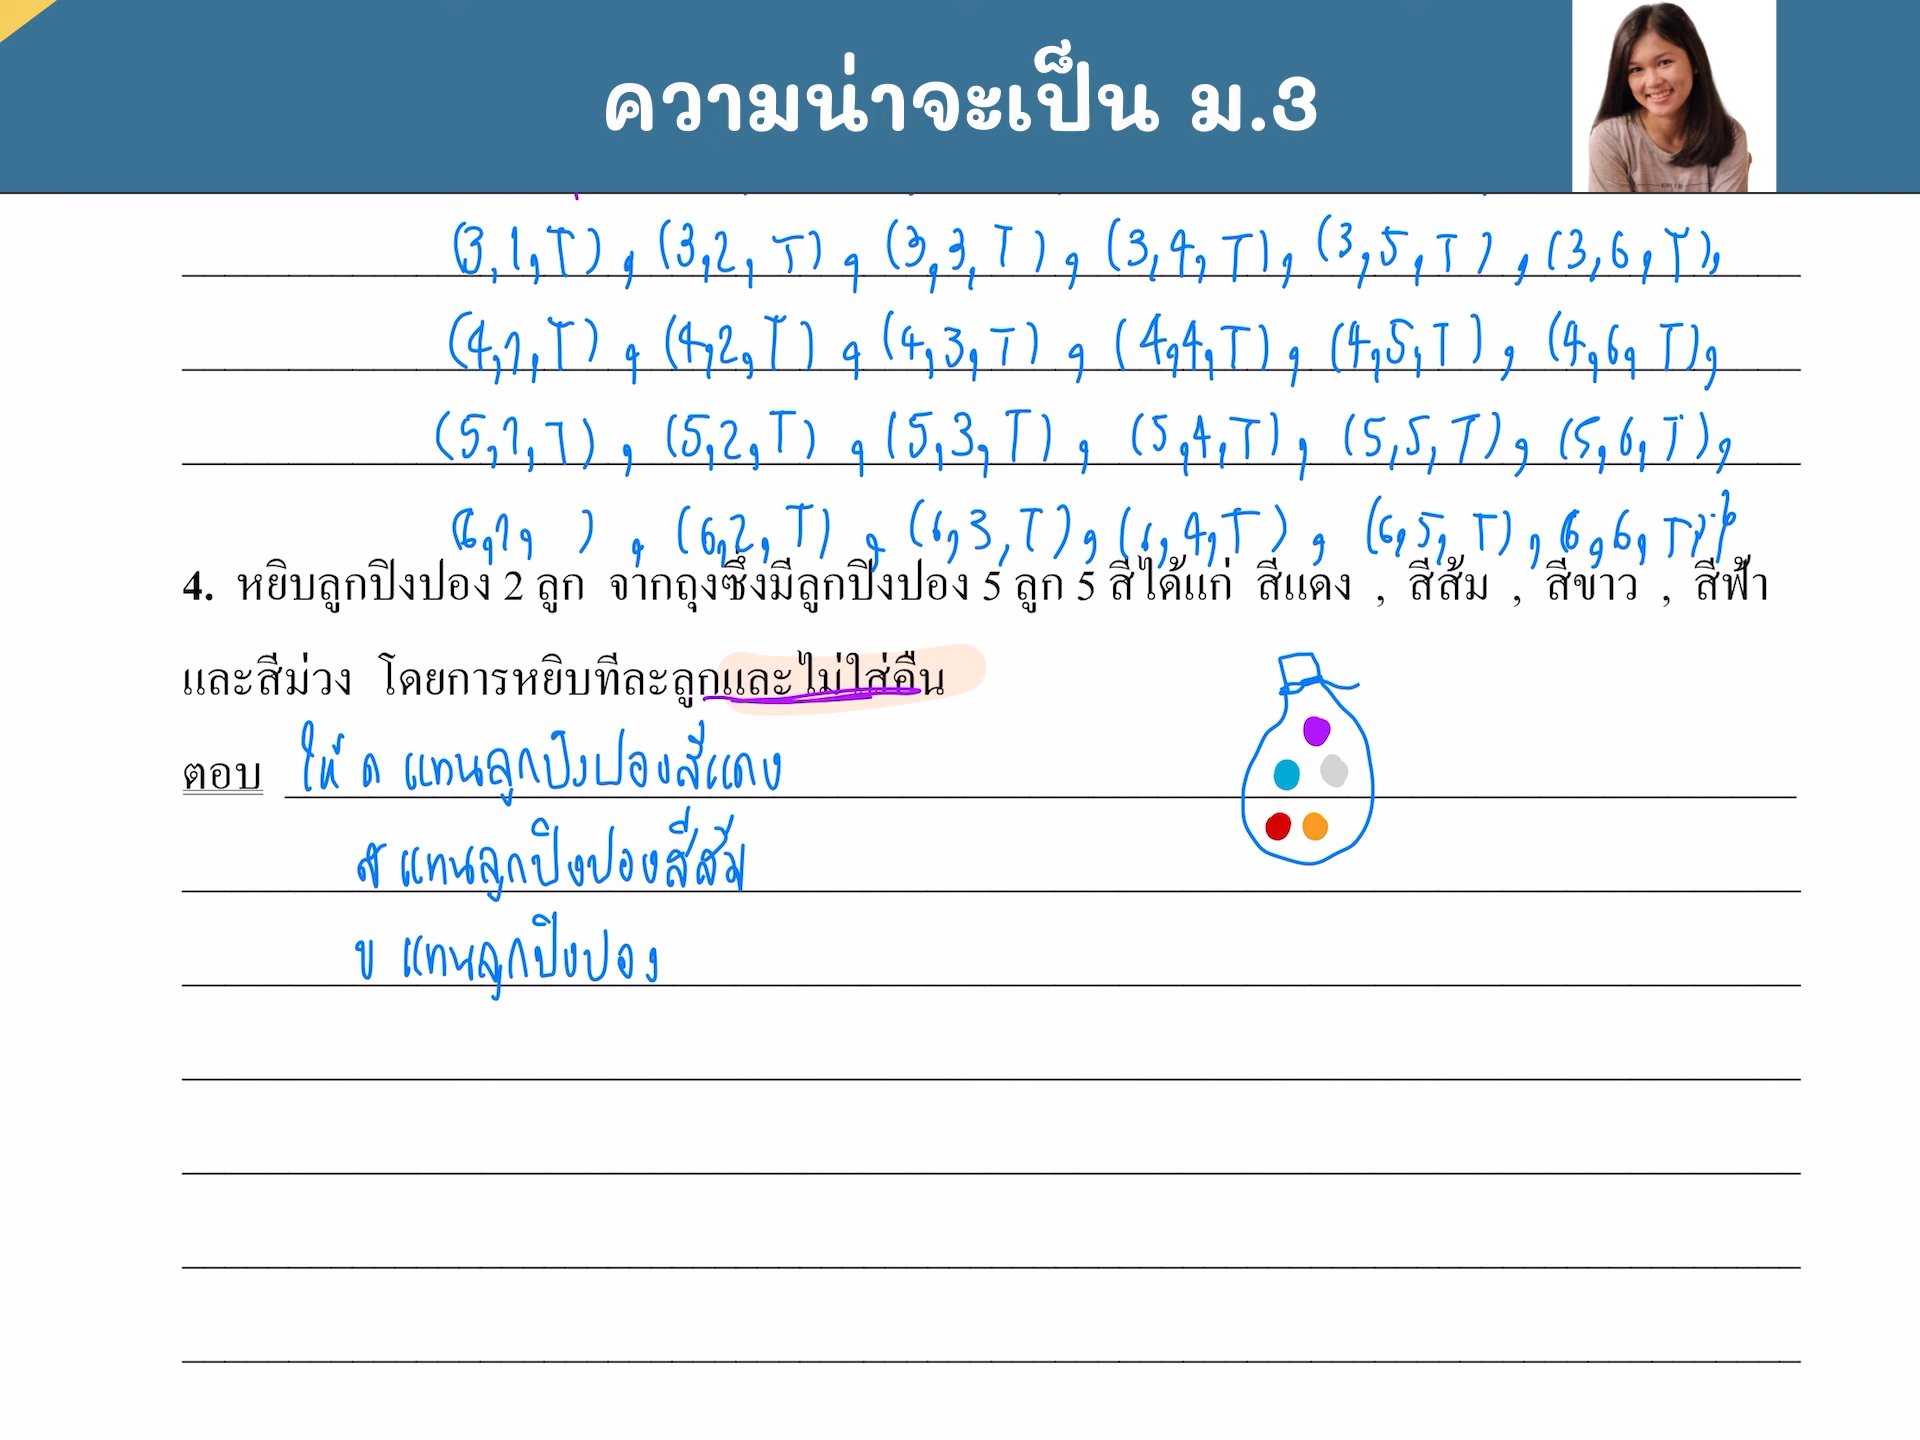 ความน่าจะเป็น ม.3
(3,1,T) , (3,2,T) , (3,3,T) , (3,4,T) , (3,5,T) , (3,6,T),
(4,1,T) , (4,2,T) , (4,3,T) , (4,4,T) , (4,5,T) , (4,6,T),
(5,1,T) , (5,2,T) , (5,3,T) , (5,4,T) , (5,5,T) , (5,6,T),
(6,1, ) , (6,2,T) , (6,3,T) , (6,4,T) , (6,5,T) , (6,6,T)
4. หยิบลูกปิงปอง 2 ลูก จากถุงซึ่งมีลูกปิงปอง 5 ลูก 5 สีได้แก่ สีแดง , สีส้ม , สีขาว , สีฟ้า
และสีม่วง โดยการหยิบทีละลูกและไม่ใส่คืน
ตอบ ให้ ด แทนลูกปิงปองสีแดง
ส แทนลูกปิงปองสีส้ม
ข แทนลูกปิงปอง